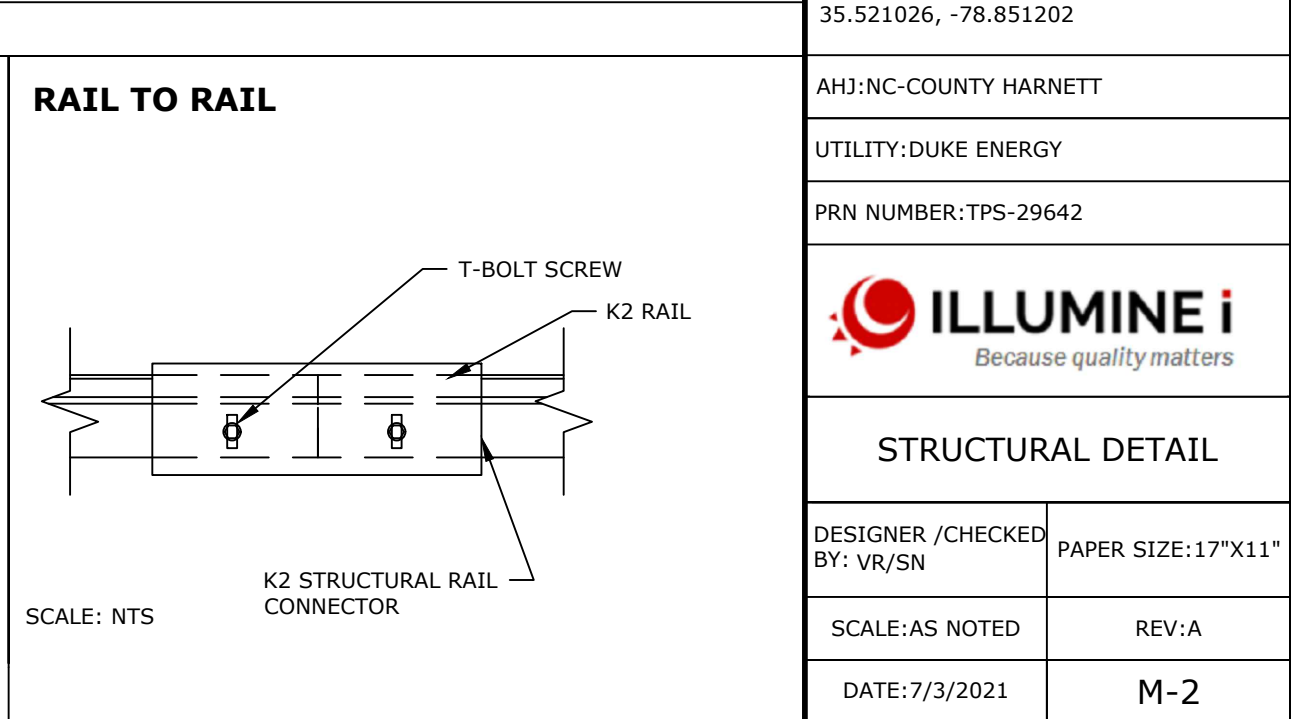 35.521026, -78.851202
AHJ:NC-COUNTY HARNETT
UTILITY:DUKE ENERGY
PRN NUMBER:TPS-29642
ILLUMINE i
Because quality matters
STRUCTURAL DETAIL
DESIGNER /CHECKED
BY: VR/SN
PAPER SIZE:17"X11"
SCALE:AS NOTED
REV:A
DATE:7/3/2021
M-2
RAIL TO RAIL
T-BOLT SCREW
K2 RAIL
K2 STRUCTURAL RAIL
CONNECTOR
SCALE: NTS